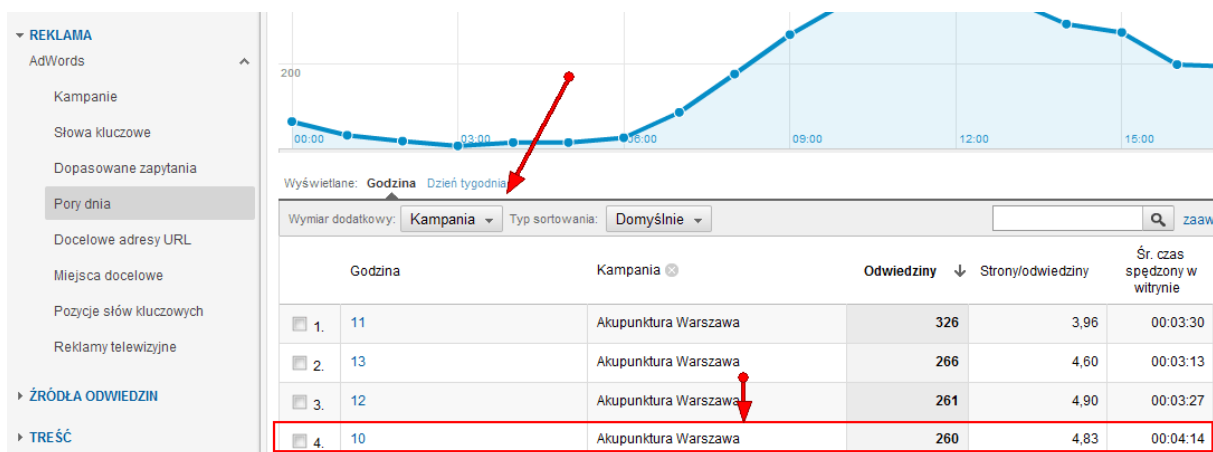 REKLAMA
AdWords
Kampanie
Słowa kluczowe
Dopasowane zapytania
Pory dnia
Docelowe adresy URL
Miejsca docelowe
Pozycje słów kluczowych
Reklamy telewizyjne
ŹRÓDŁA ODWIEDZIN
TREŚĆ
200
00:00 03:00 06:00 09:00 12:00 15:00
Wyświetlane: Godzina Dzień tygodnia
Wymiar dodatkowy: Kampania Typ sortowania: Domyślnie zaaw
Godzina Kampania Odwiedziny Strony/odwiedziny Śr. czas
spędzony w
witrynie
1. 11 Akupunktura Warszawa 326 3,96 00:03:30
2. 13 Akupunktura Warszawa 266 4,60 00:03:13
3. 12 Akupunktura Warszawa 261 4,90 00:03:27
4. 10 Akupunktura Warszawa 260 4,83 00:04:14